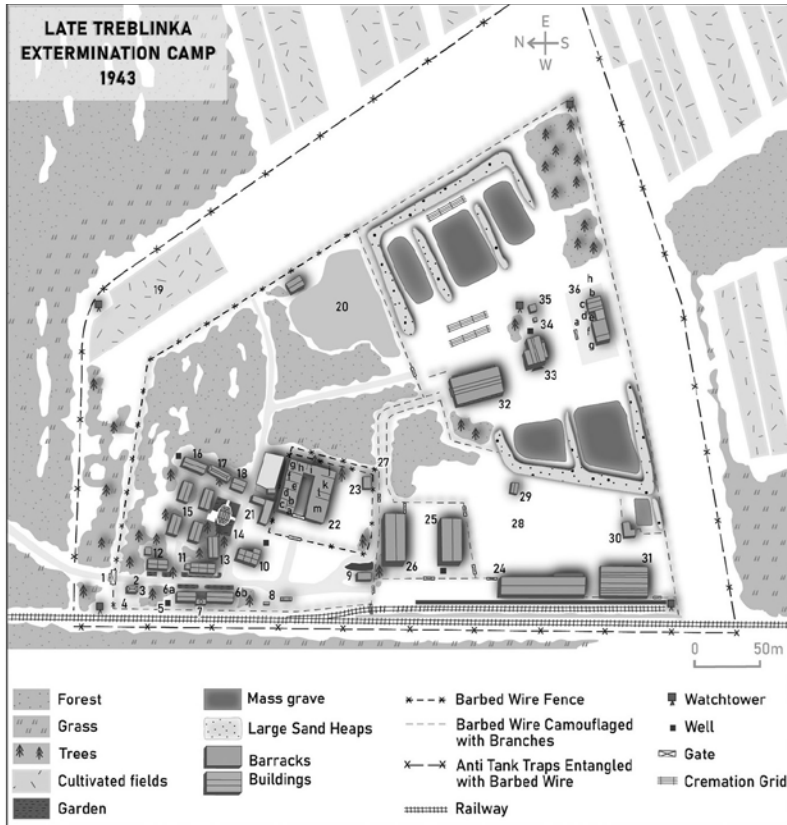 LATE TREBLINKA
EXTERMINATION CAMP
1943
E
N S
W
19
20
h
36
b
c
d e
a f
g
35
34
33
32
16
17
18
15
21
14
12
11
13
10
27
23
g h i
f
k
e
l
d
b
c
a
m
22
29
28
25
26
24
30
31
1
2
3
4
5
6a
6b
7
8
9
0 50m
Forest
Grass
Trees
Cultivated fields
Garden
Mass grave
Large Sand Heaps
Barracks
Buildings
Barbed Wire Fence
Barbed Wire Camouflaged
with Branches
Anti Tank Traps Entangled
with Barbed Wire
Railway
Watchtower
Well
Gate
Cremation Grid